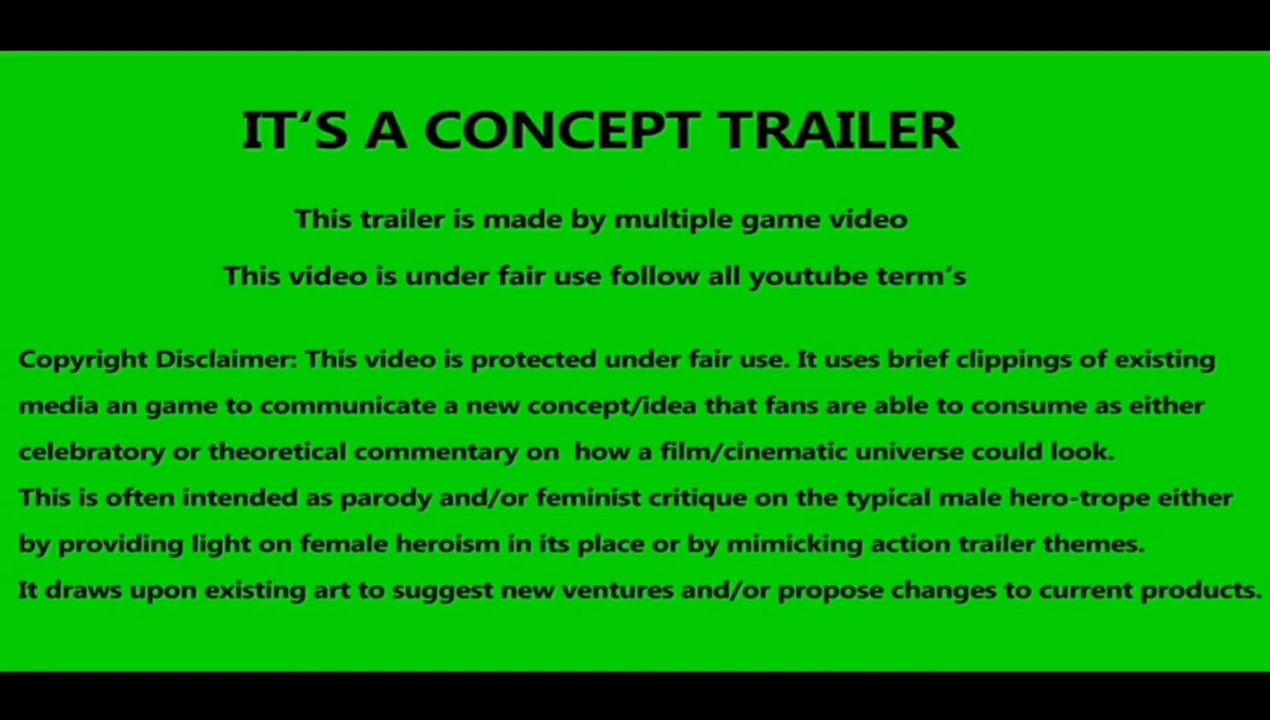 IT‘S A CONCEPT TRAILER
This trailer is made by multiple game video
This video is under fair use follow all youtube term’s
Copyright Disclaimer: This video is protected under fair use. It uses brief clippings of existing
media an game to communicate a new concept/idea that fans are able to consume as either
celebratory or theoretical commentary on  how a film/cinematic universe could look.
This is often intended as parody and/or feminist critique on the typical male hero-trope either
by providing light on female heroism in its place or by mimicking action trailer themes.
It draws upon existing art to suggest new ventures and/or propose changes to current products.